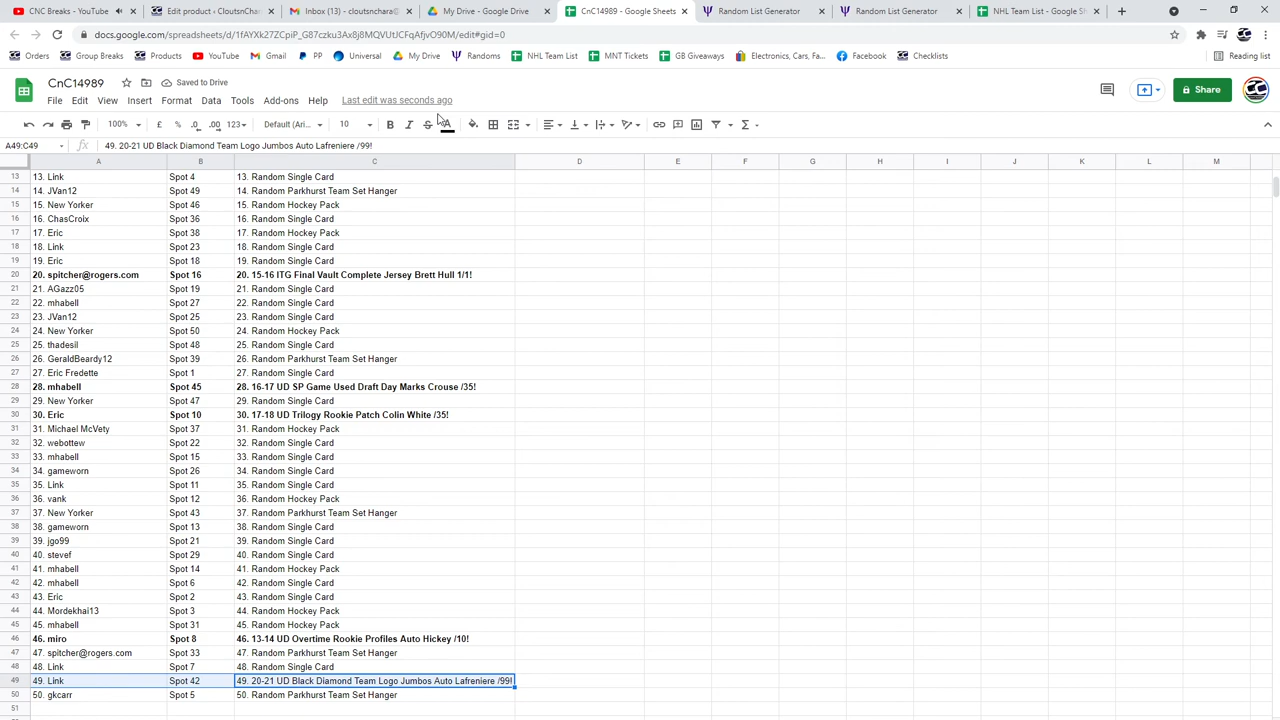 CNC Breaks - YouTube
Edit product ‹ CloutsnChar
Inbox (13) - cloutsnchara@
My Drive - Google Drive
CnC14989 - Google Sheets
Random List Generator
Random List Generator
NHL Team List - Google Sh
docs.google.com/spreadsheets/d/1fAYXk27ZCpiP_G87czku3Ax8j8MQVUtJCFqAfjvO90M/edit#gid=0
Orders Group Breaks Products YouTube Gmail PP Universal My Drive Randoms NHL Team List MNT Tickets GB Giveaways Electronics, Cars, Fa... Facebook Checklists Reading list
CnC14989 Saved to Drive
File Edit View Insert Format Data Tools Add-ons Help Last edit was seconds ago
Share
100% £ % .0 .00 123 Default (Ari... 10 B I S A
A49:C49 fx 49. 20-21 UD Black Diamond Team Logo Jumbos Auto Lafreniere /99!
A B C D E F G H I J K L M
13 13. Link Spot 4 13. Random Single Card
14 14. JVan12 Spot 49 14. Random Parkhurst Team Set Hanger
15 15. New Yorker Spot 46 15. Random Hockey Pack
16 16. ChasCroix Spot 36 16. Random Single Card
17 17. Eric Spot 38 17. Random Hockey Pack
18 18. Link Spot 23 18. Random Single Card
19 19. Eric Spot 18 19. Random Single Card
20 20. spitcher@rogers.com Spot 16 20. 15-16 ITG Final Vault Complete Jersey Brett Hull 1/1!
21 21. AGazz05 Spot 19 21. Random Single Card
22 22. mhabell Spot 27 22. Random Single Card
23 23. JVan12 Spot 25 23. Random Single Card
24 24. New Yorker Spot 50 24. Random Hockey Pack
25 25. thadesil Spot 48 25. Random Single Card
26 26. GeraldBeardy12 Spot 39 26. Random Parkhurst Team Set Hanger
27 27. Eric Fredette Spot 1 27. Random Single Card
28 28. mhabell Spot 45 28. 16-17 UD SP Game Used Draft Day Marks Crouse /35!
29 29. New Yorker Spot 47 29. Random Single Card
30 30. Eric Spot 10 30. 17-18 UD Trilogy Rookie Patch Colin White /35!
31 31. Michael McVety Spot 37 31. Random Hockey Pack
32 32. webottew Spot 22 32. Random Single Card
33 33. mhabell Spot 15 33. Random Single Card
34 34. gameworn Spot 26 34. Random Single Card
35 35. Link Spot 11 35. Random Single Card
36 36. vank Spot 12 36. Random Hockey Pack
37 37. New Yorker Spot 43 37. Random Parkhurst Team Set Hanger
38 38. gameworn Spot 13 38. Random Single Card
39 39. jgo99 Spot 21 39. Random Single Card
40 40. stevef Spot 29 40. Random Single Card
41 41. mhabell Spot 14 41. Random Hockey Pack
42 42. mhabell Spot 6 42. Random Single Card
43 43. Eric Spot 2 43. Random Single Card
44 44. Mordekhai13 Spot 3 44. Random Hockey Pack
45 45. mhabell Spot 31 45. Random Hockey Pack
46 46. miro Spot 8 46. 13-14 UD Overtime Rookie Profiles Auto Hickey /10!
47 47. spitcher@rogers.com Spot 33 47. Random Parkhurst Team Set Hanger
48 48. Link Spot 7 48. Random Single Card
49 49. Link Spot 42 49. 20-21 UD Black Diamond Team Logo Jumbos Auto Lafreniere /99!
50 50. gkcarr Spot 5 50. Random Parkhurst Team Set Hanger
51